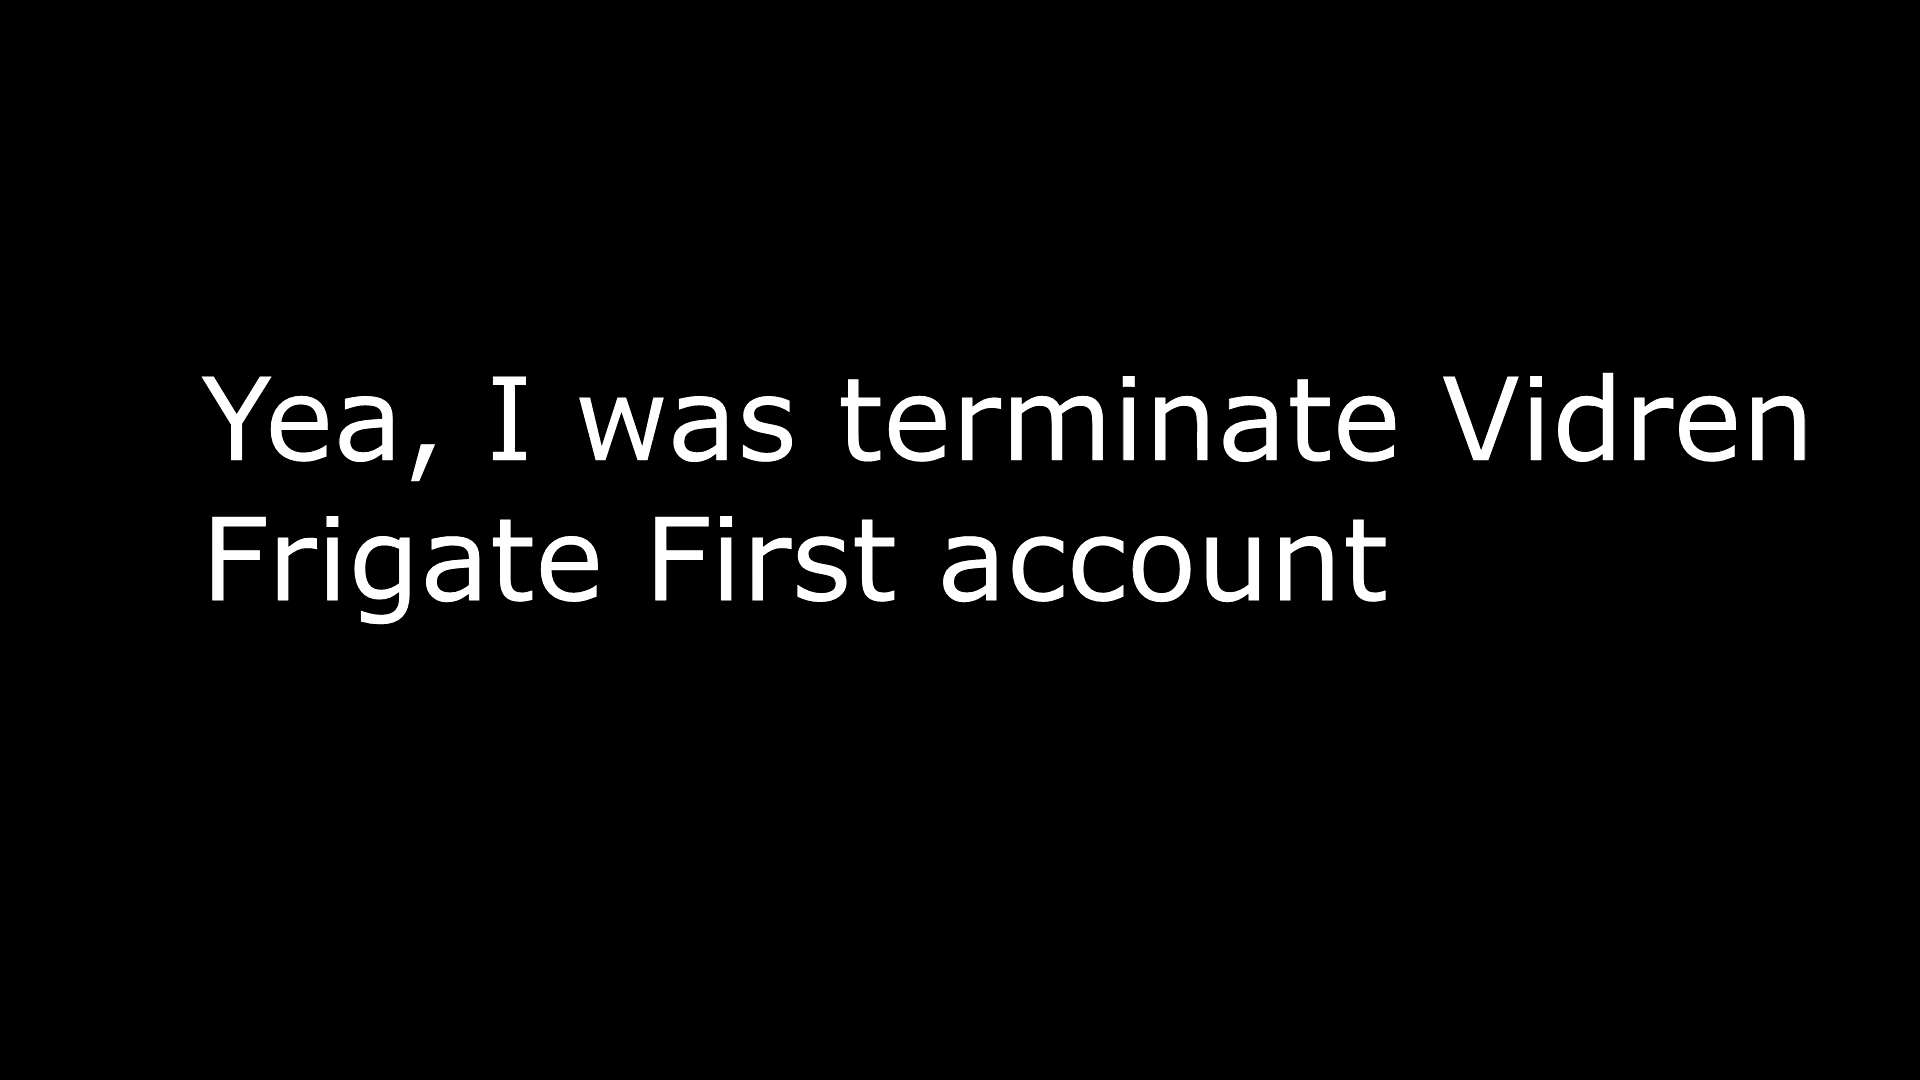 Yea, I was terminate Vidren
Frigate First account